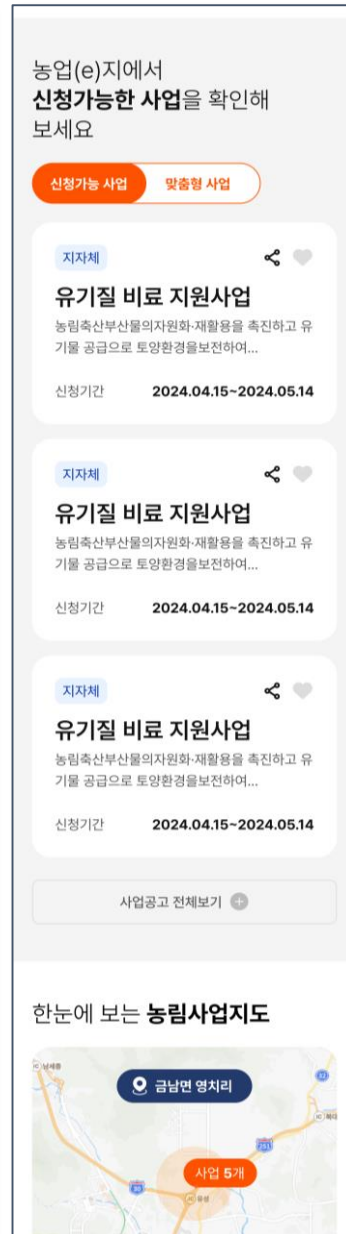 농업(e)지에서
신청가능한 사업을 확인해
보세요
신청가능 사업 맞춤형 사업
지자체
유기질 비료 지원사업
농림축산부산물의자원화·재활용을 촉진하고 유
기물 공급으로 토양환경을보전하여...
신청기간 2024.04.15~2024.05.14
지자체
유기질 비료 지원사업
농림축산부산물의자원화·재활용을 촉진하고 유
기물 공급으로 토양환경을보전하여...
신청기간 2024.04.15~2024.05.14
지자체
유기질 비료 지원사업
농림축산부산물의자원화·재활용을 촉진하고 유
기물 공급으로 토양환경을보전하여...
신청기간 2024.04.15~2024.05.14
사업공고 전체보기
한눈에 보는 농림사업지도
금남면 영치리
사업 5개
유성